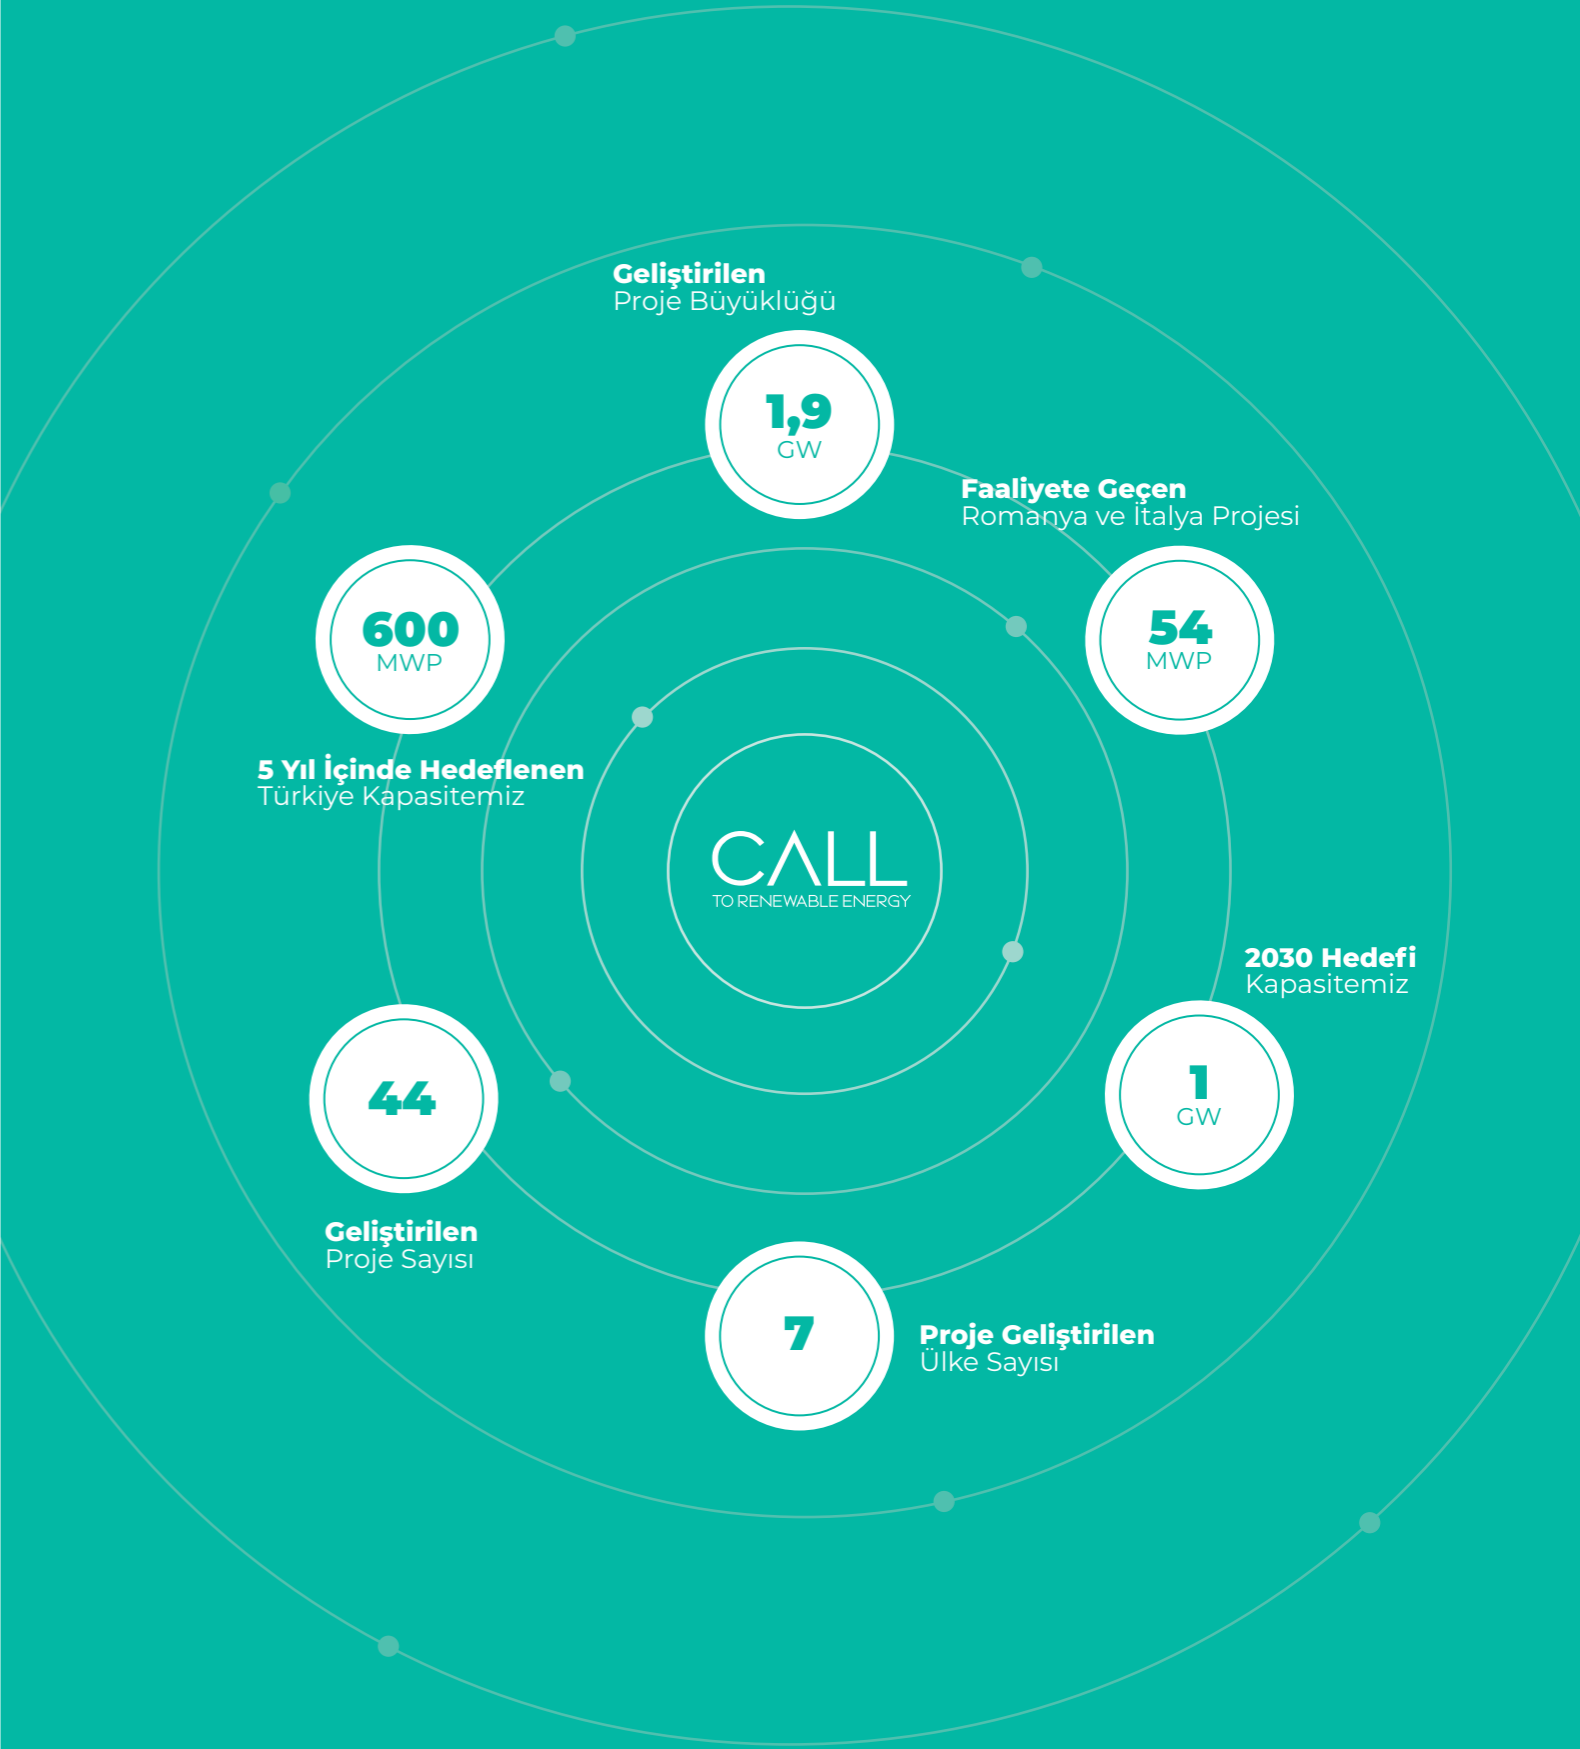 Geliştirilen
Proje Büyüklüğü
1,9
GW
Faaliyete Geçen
Romanya ve İtalya Projesi
54
MWP
600
MWP
5 Yıl İçinde Hedeflenen
Türkiye Kapasitemiz
CALL
TO RENEWABLE ENERGY
2030 Hedefi
Kapasitemiz
1
GW
44
Geliştirilen
Proje Sayısı
7
Proje Geliştirilen
Ülke Sayısı